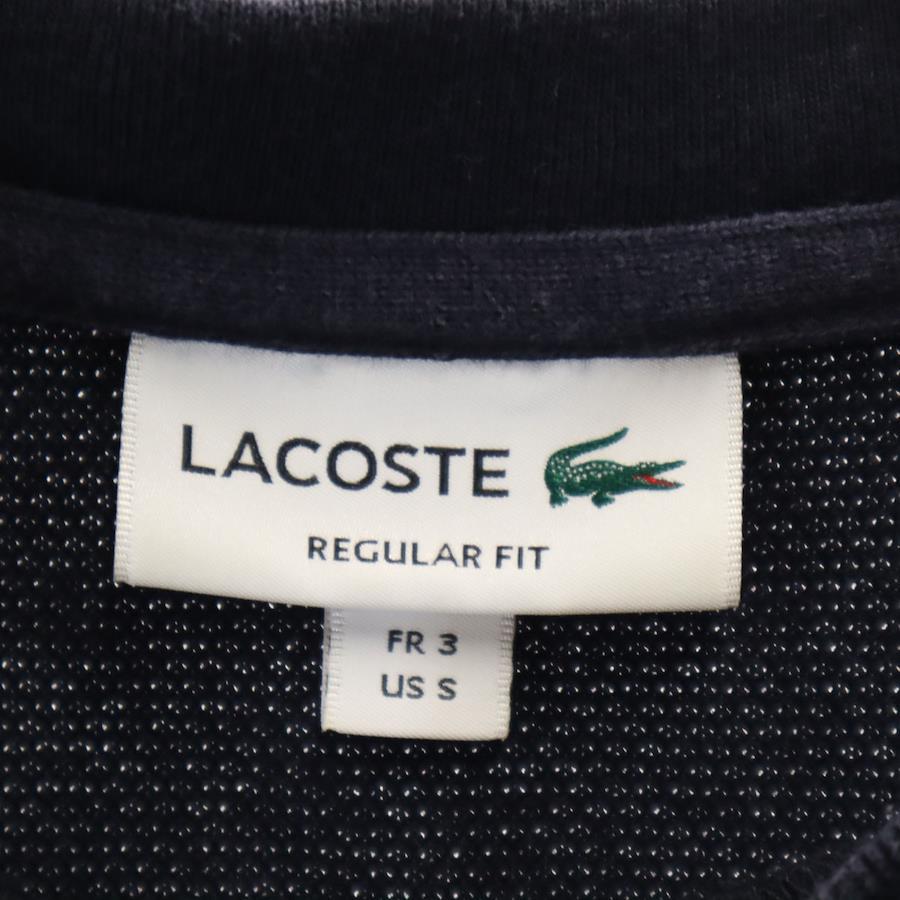 LACOSTE
REGULAR FIT
FR 3
US S